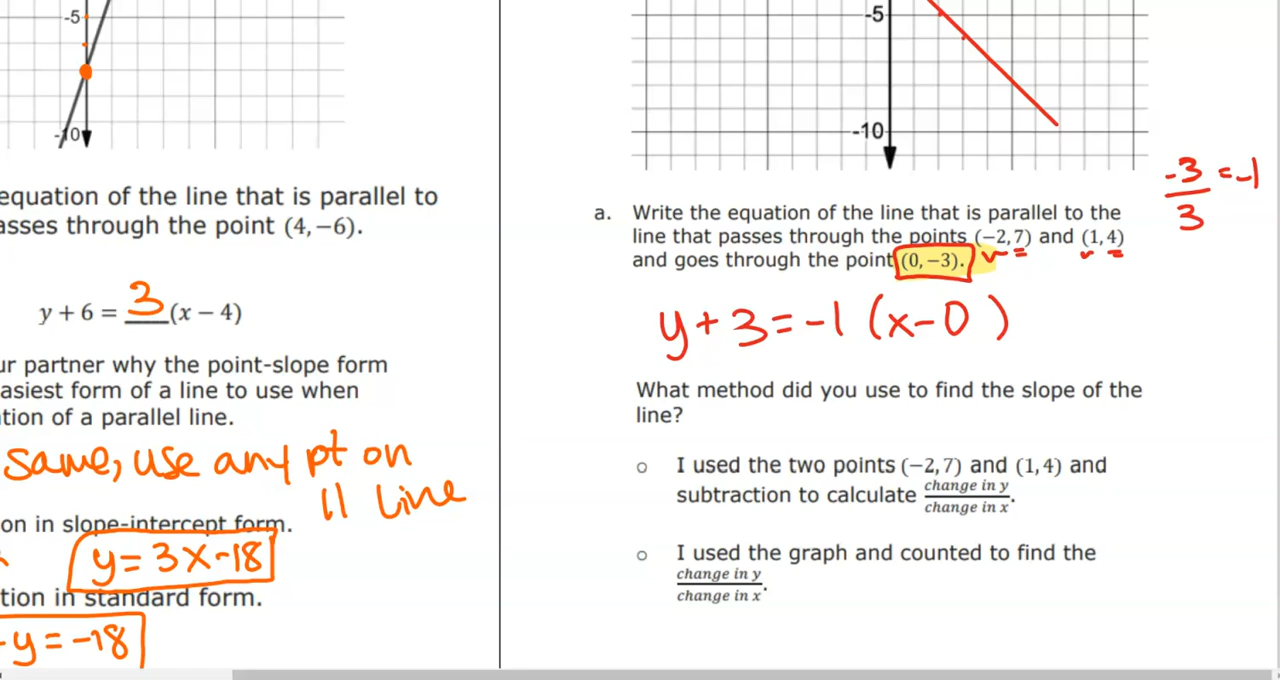 -5
-10
equation of the line that is parallel to
asses through the point (4, −6).
y + 6 = 3 (x − 4)
ur partner why the point-slope form
asiest form of a line to use when
tion of a parallel line.
same, use any pt on
|| line
on in slope-intercept form.
y = 3x - 18
tion in standard form.
-y = -18
-5
-10
-3/3 = -1
a. Write the equation of the line that is parallel to the
line that passes through the points (−2, 7) and (1, 4)
and goes through the point (0, −3).
y + 3 = -1 (x - 0 )
What method did you use to find the slope of the
line?
I used the two points (−2, 7) and (1, 4) and
subtraction to calculate change in y/change in x.
I used the graph and counted to find the
change in y/change in x.